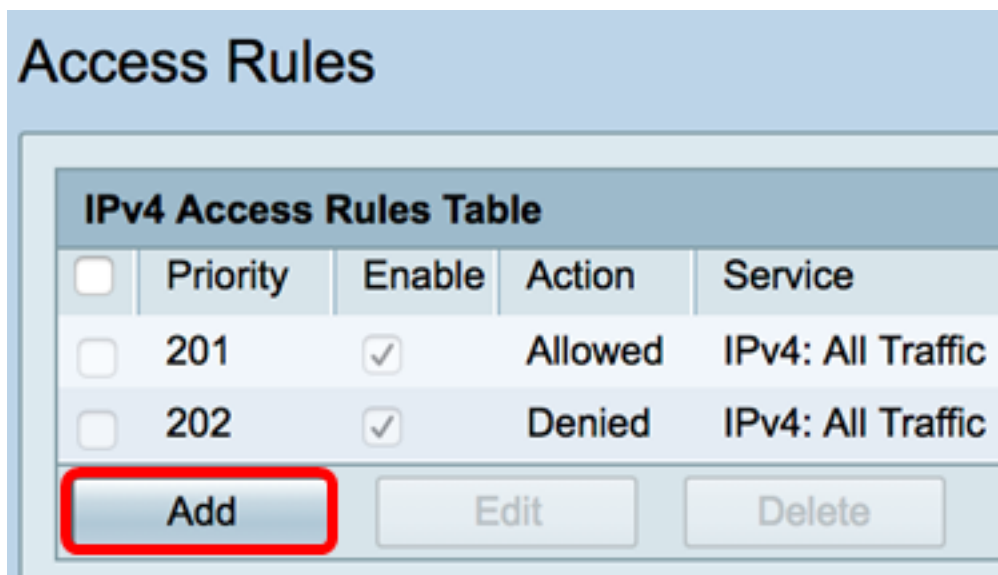 Access Rules
IPv4 Access Rules Table
Priority Enable Action Service
201 Allowed IPv4: All Traffic
202 Denied IPv4: All Traffic
Add Edit Delete